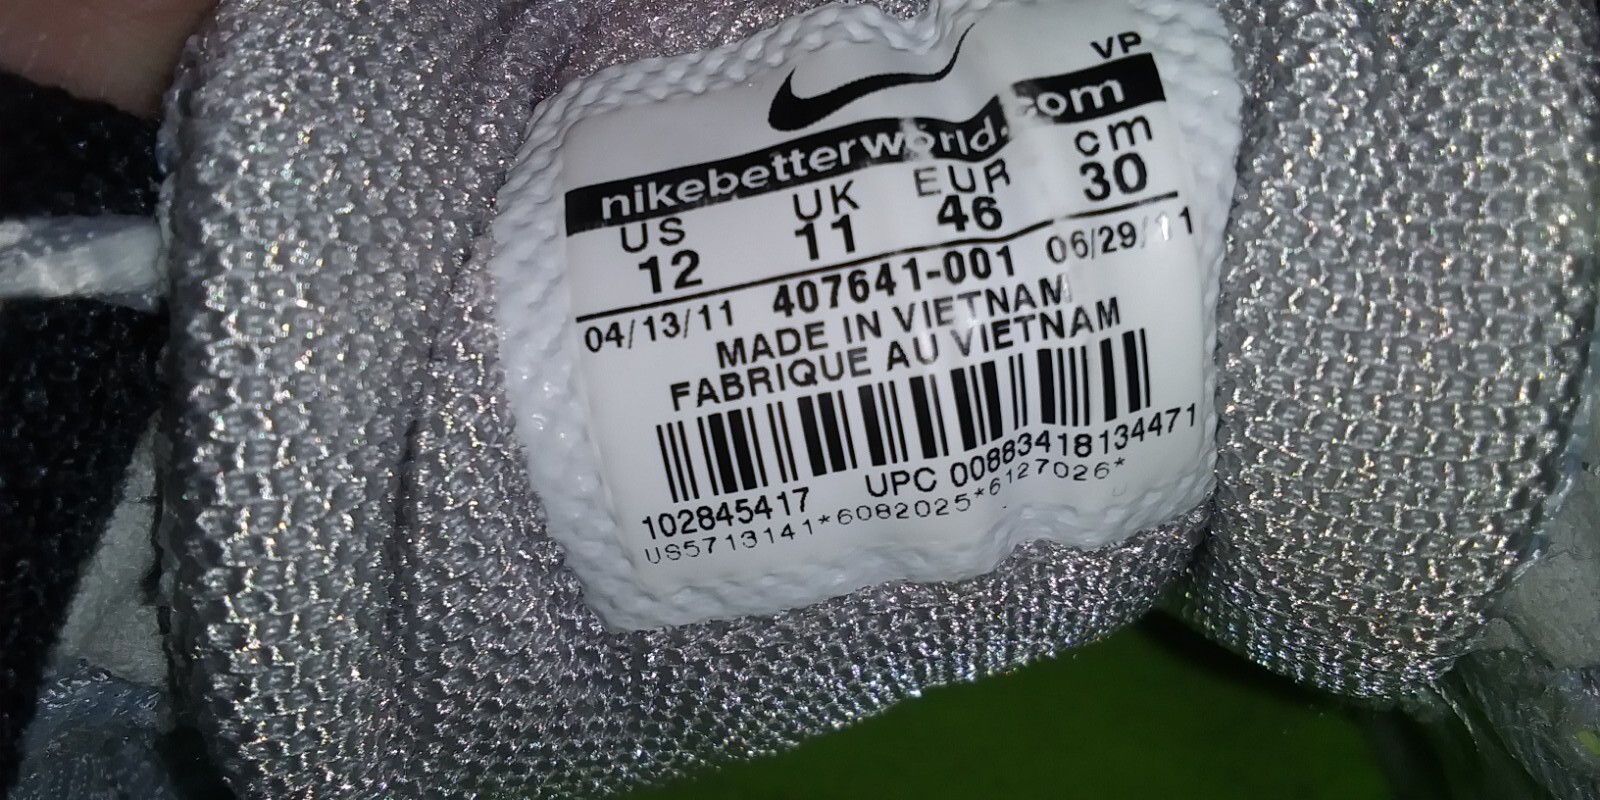 VP
nikebetterworld.com
US UK EUR cm
12 11 46 30
04/13/11 407641-001 06/29/11
MADE IN VIETNAM
FABRIQUE AU VIETNAM
102845417 UPC 00883418134471
US5713141*6082025*6127026*